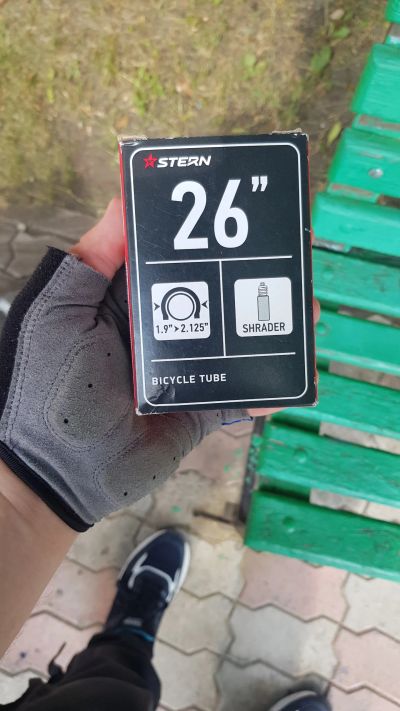 STERN
26"
1.9" ➤ 2.125"
SHRADER
BICYCLE TUBE